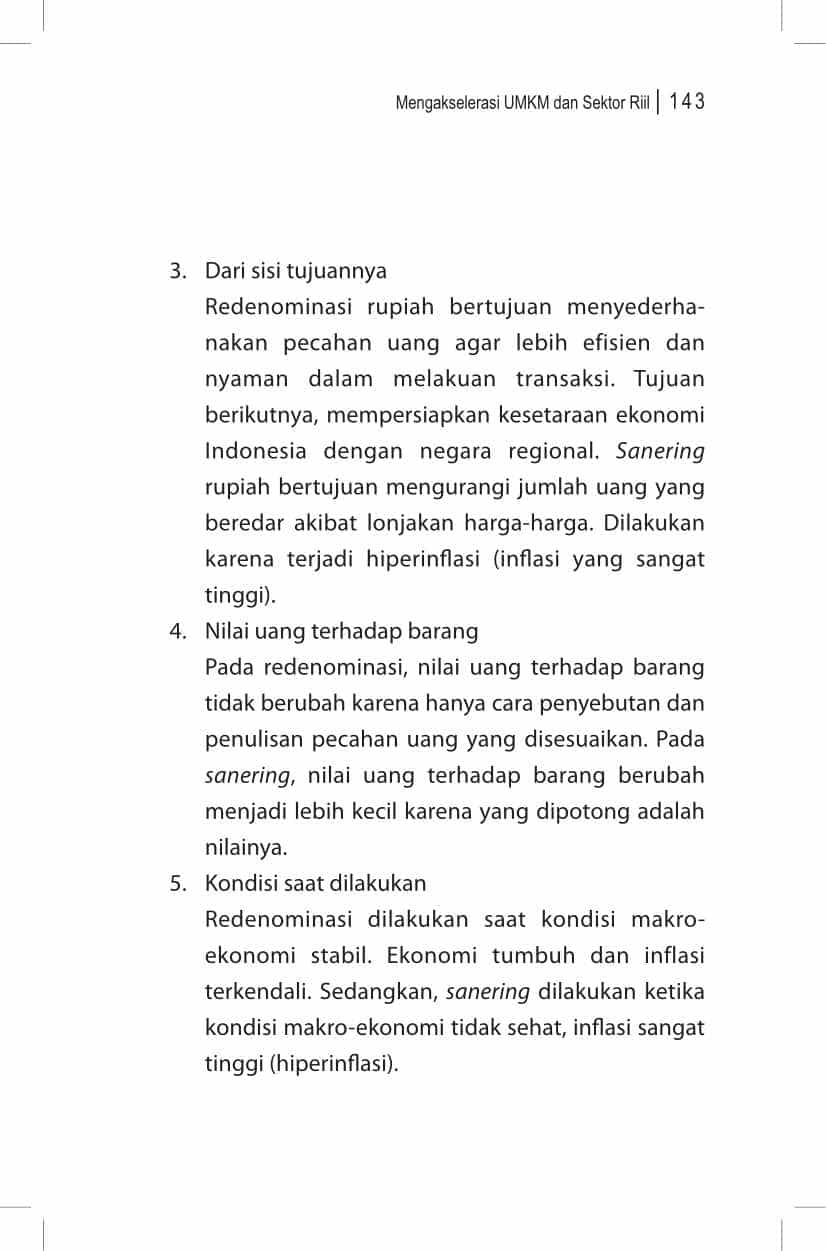 Mengakselerasi UMKM dan Sektor Riil | 143
3. Dari sisi tujuannya
Redenominasi rupiah bertujuan menyederha-
nakan pecahan uang agar lebih efisien dan
nyaman dalam melakuan transaksi. Tujuan
berikutnya, mempersiapkan kesetaraan ekonomi
Indonesia dengan negara regional. Sanering
rupiah bertujuan mengurangi jumlah uang yang
beredar akibat lonjakan harga-harga. Dilakukan
karena terjadi hiperinflasi (inflasi yang sangat
tinggi).
4. Nilai uang terhadap barang
Pada redenominasi, nilai uang terhadap barang
tidak berubah karena hanya cara penyebutan dan
penulisan pecahan uang yang disesuaikan. Pada
sanering, nilai uang terhadap barang berubah
menjadi lebih kecil karena yang dipotong adalah
nilainya.
5. Kondisi saat dilakukan
Redenominasi dilakukan saat kondisi makro-
ekonomi stabil. Ekonomi tumbuh dan inflasi
terkendali. Sedangkan, sanering dilakukan ketika
kondisi makro-ekonomi tidak sehat, inflasi sangat
tinggi (hiperinflasi).